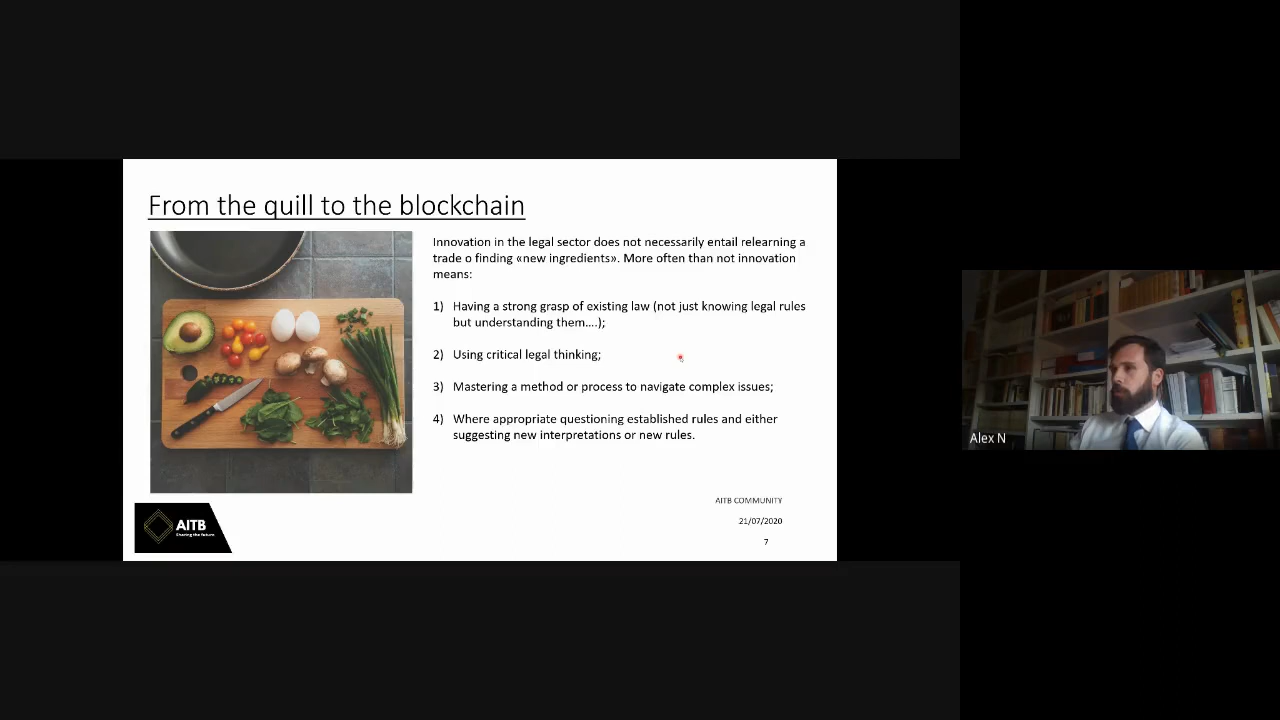 From the quill to the blockchain
Innovation in the legal sector does not necessarily entail relearning a
trade o finding «new ingredients». More often than not innovation
means:
1) Having a strong grasp of existing law (not just knowing legal rules
but understanding them….);
2) Using critical legal thinking;
3) Mastering a method or process to navigate complex issues;
4) Where appropriate questioning established rules and either
suggesting new interpretations or new rules.
AITB
Sharing the future
AITB COMMUNITY
21/07/2020
7
Alex N